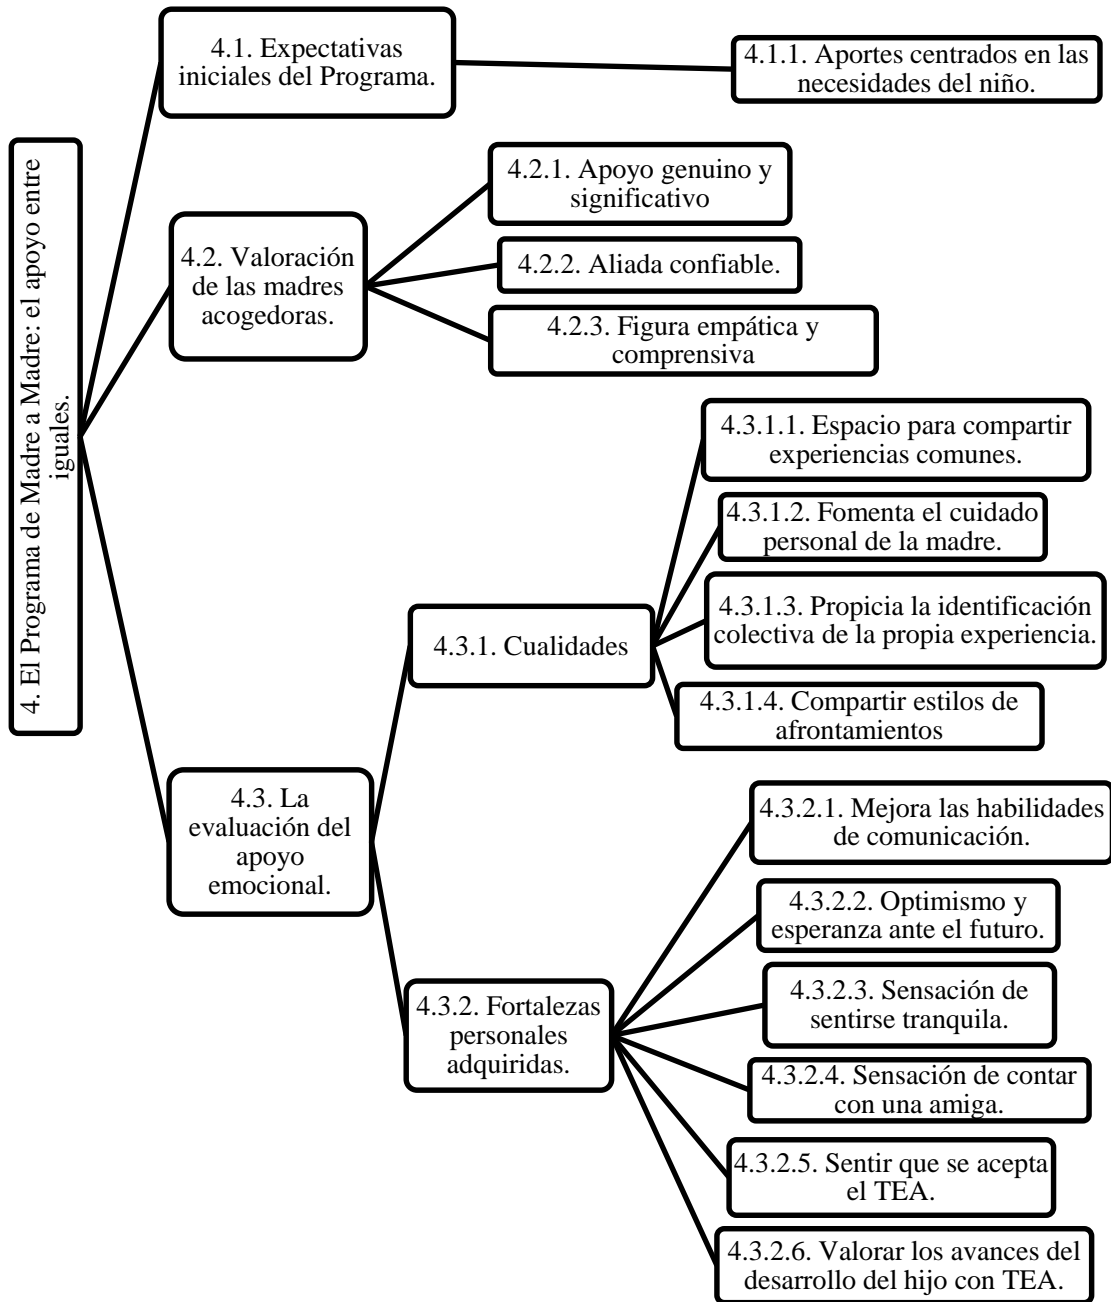 4. El Programa de Madre a Madre: el apoyo entre
iguales.
4.1. Expectativas
iniciales del Programa.
4.1.1. Aportes centrados en las
necesidades del niño.
4.2. Valoración
de las madres
acogedoras.
4.2.1. Apoyo genuino y
significativo
4.2.2. Aliada confiable.
4.2.3. Figura empática y
comprensiva
4.3. La
evaluación del
apoyo
emocional.
4.3.1. Cualidades
4.3.1.1. Espacio para compartir
experiencias comunes.
4.3.1.2. Fomenta el cuidado
personal de la madre.
4.3.1.3. Propicia la identificación
colectiva de la propia experiencia.
4.3.1.4. Compartir estilos de
afrontamientos
4.3.2. Fortalezas
personales
adquiridas.
4.3.2.1. Mejora las habilidades
de comunicación.
4.3.2.2. Optimismo y
esperanza ante el futuro.
4.3.2.3. Sensación de
sentirse tranquila.
4.3.2.4. Sensación de contar
con una amiga.
4.3.2.5. Sentir que se acepta
el TEA.
4.3.2.6. Valorar los avances del
desarrollo del hijo con TEA.